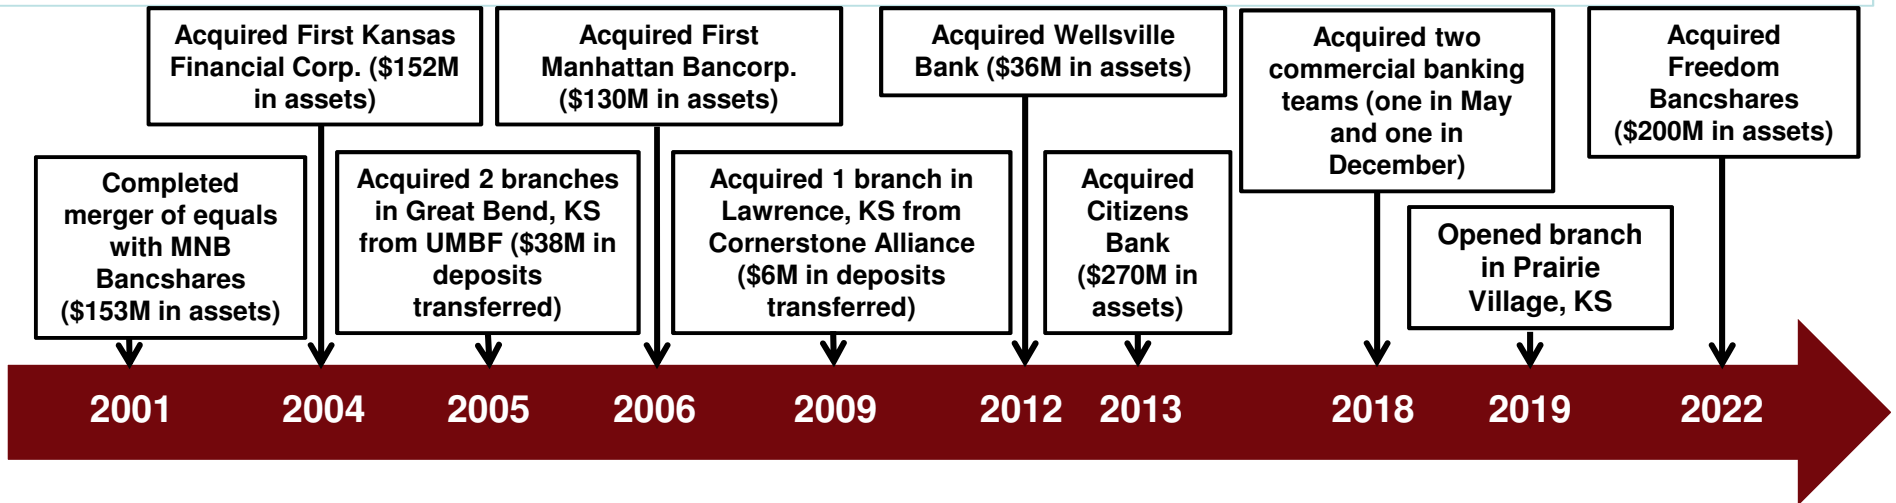 Acquired First Kansas
Financial Corp. ($152M
in assets)
Acquired First
Manhattan Bancorp.
($130M in assets)
Acquired Wellsville
Bank ($36M in assets)
Acquired two
commercial banking
teams (one in May
and one in
December)
Acquired
Freedom
Bancshares
($200M in assets)
Completed
merger of equals
with MNB
Bancshares
($153M in assets)
Acquired 2 branches
in Great Bend, KS
from UMBF ($38M in
deposits
transferred)
Acquired 1 branch in
Lawrence, KS from
Cornerstone Alliance
($6M in deposits
transferred)
Acquired
Citizens
Bank
($270M in
assets)
Opened branch
in Prairie
Village, KS
2001 2004 2005 2006 2009 2012 2013 2018 2019 2022